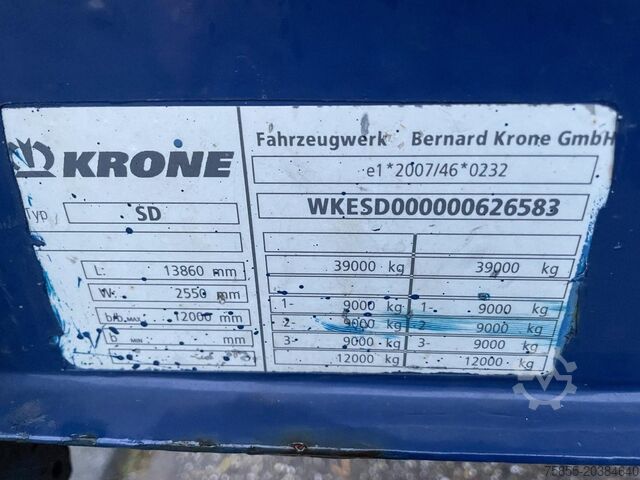 KRONE
Fahrzeugwerk Bernard Krone GmbH
e1*2007/46*0232
Typ SD
WKESD000000626583
L: 13860 mm
39000 kg 39000 kg
W: 2550 mm
1- 9000 kg 1- 9000 kg
b/b MAX 12000 mm
2- 9000 kg 2 9000 kg
b MIN mm
3- 9000 kg 3- 9000 kg
12000 kg 12000 kg
75356-20384640